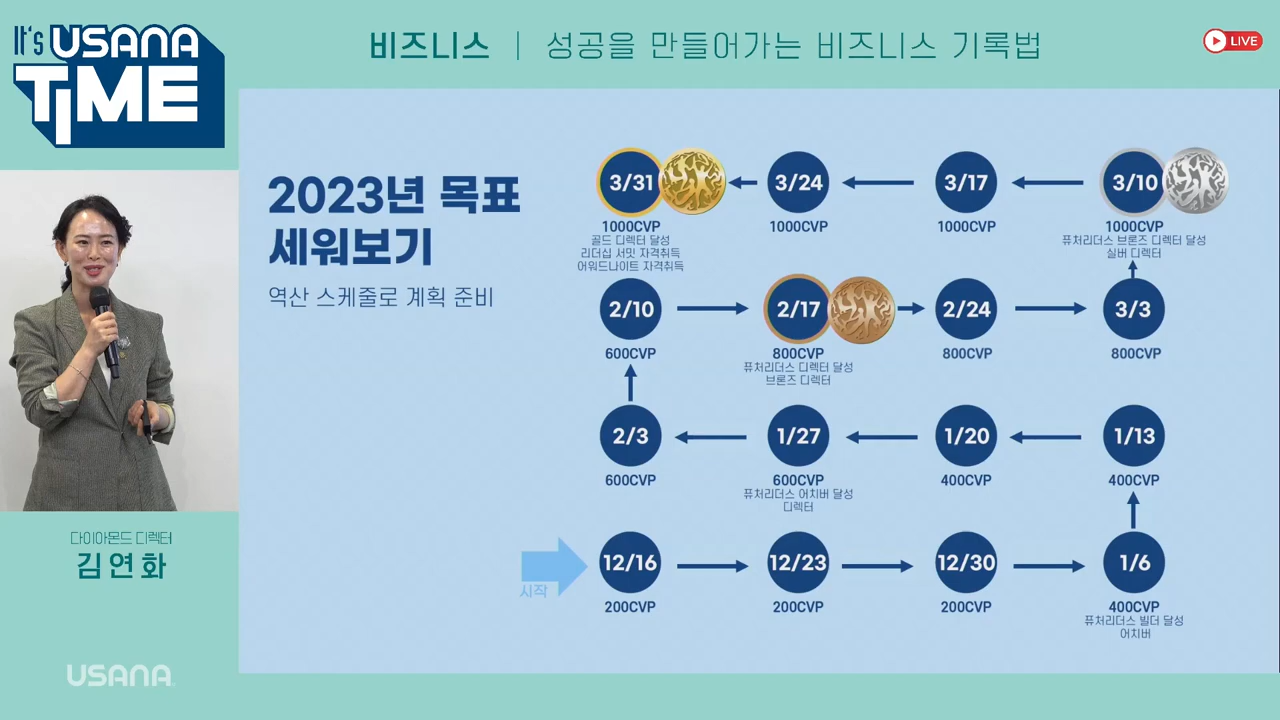 It's USANA
TIME
비즈니스 | 성공을 만들어가는 비즈니스 기록법
LIVE
2023년 목표
세워보기
역산 스케줄로 계획 준비
3/31
1000CVP
골드 디렉터 달성
리더십 서밋 자격취득
어워드나이트 자격취득
3/24
1000CVP
3/17
1000CVP
3/10
1000CVP
퓨처리더스 브론즈 디렉터 달성
실버 디렉터
2/10
600CVP
2/17
800CVP
퓨처리더스 디렉터 달성
브론즈 디렉터
2/24
800CVP
3/3
800CVP
2/3
600CVP
1/27
600CVP
퓨처리더스 어치버 달성
디렉터
1/20
400CVP
1/13
400CVP
시작
12/16
200CVP
12/23
200CVP
12/30
200CVP
1/6
400CVP
퓨처리더스 빌더 달성
어치버
다이아몬드 디렉터
김연화
USANA